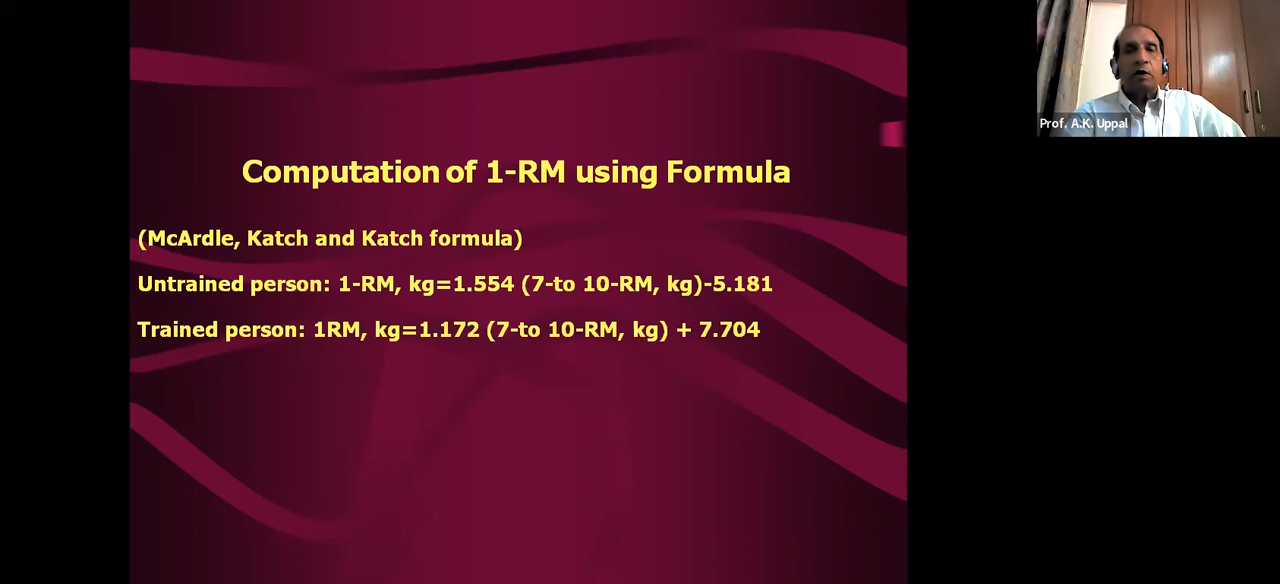 Computation of 1-RM using Formula
(McArdle, Katch and Katch formula)
Untrained person: 1-RM, kg=1.554 (7-to 10-RM, kg)-5.181
Trained person: 1RM, kg=1.172 (7-to 10-RM, kg) + 7.704
Prof. A.K. Uppal